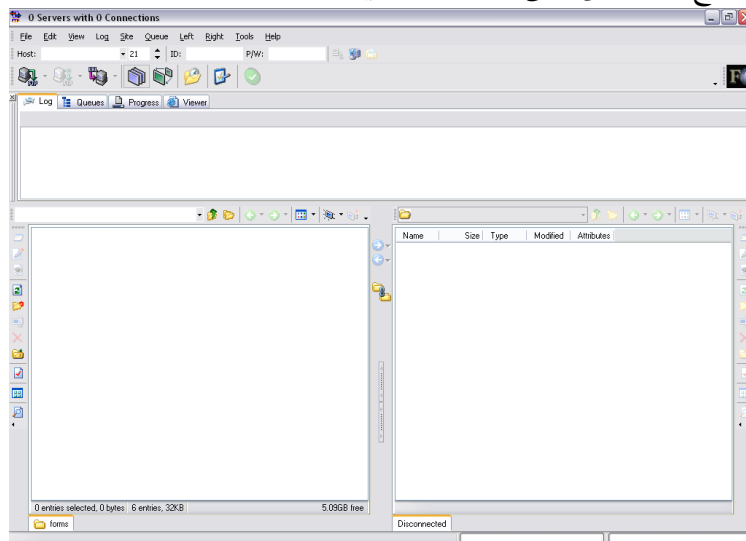 0 Servers with 0 Connections
File Edit View Log Site Queue Left Right Tools Help
Host: 21 ID: P/W:
Log Queues Progress Viewer
Name Size Type Modified Attributes
0 entries selected, 0 bytes 6 entries, 32KB 5.09GB free
forms Disconnected